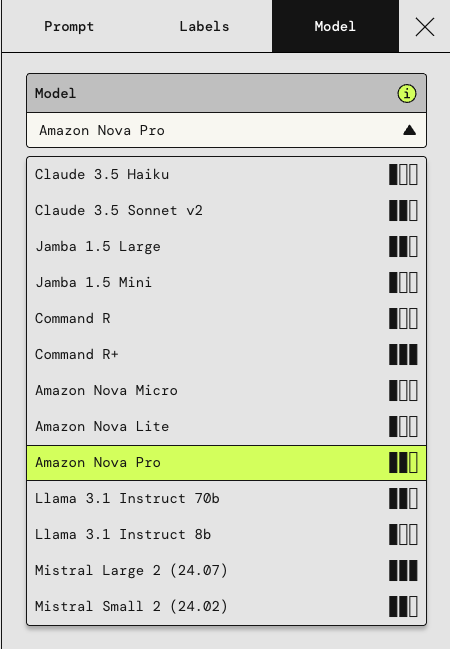 Prompt
Labels
Model
Model
i
Amazon Nova Pro
Claude 3.5 Haiku
Claude 3.5 Sonnet v2
Jamba 1.5 Large
Jamba 1.5 Mini
Command R
Command R+
Amazon Nova Micro
Amazon Nova Lite
Amazon Nova Pro
Llama 3.1 Instruct 70b
Llama 3.1 Instruct 8b
Mistral Large 2 (24.07)
Mistral Small 2 (24.02)